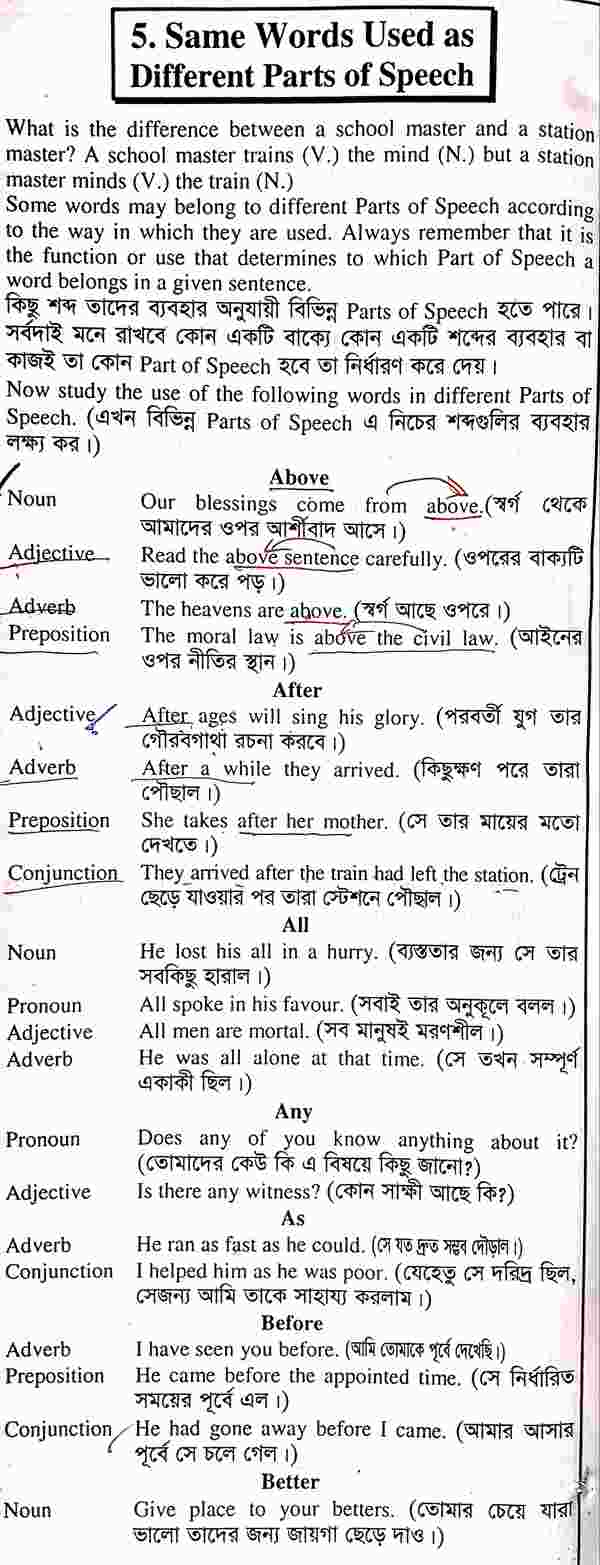 5. Same Words Used as
Different Parts of Speech
What is the difference between a school master and a station
master? A school master trains (V.) the mind (N.) but a station
master minds (V.) the train (N.)
Some words may belong to different Parts of Speech according
to the way in which they are used. Always remember that it is
the function or use that determines to which Part of Speech a
word belongs in a given sentence.
কিছু শব্দ তাদের ব্যবহার অনুযায়ী বিভিন্ন Parts of Speech হতে পারে।
সর্বদাই মনে রাখবে কোন একটি বাক্যে কোন একটি শব্দের ব্যবহার বা
কাজই তা কোন Part of Speech হবে তা নির্ধারণ করে দেয়।
Now study the use of the following words in different Parts of
Speech. (এখন বিভিন্ন Parts of Speech এ নিচের শব্দগুলির ব্যবহার
লক্ষ্য কর।)
Above
Noun Our blessings come from above.(স্বর্গ থেকে
আমাদের ওপর আর্শীবাদ আসে।)
Adjective Read the above sentence carefully. (ওপরের বাক্যটি
ভালো করে পড়।)
Adverb The heavens are above. (স্বর্গ আছে ওপরে।)
Preposition The moral law is above the civil law. (আইনের
ওপর নীতির স্থান।)
After
Adjective After ages will sing his glory. (পরবর্তী যুগ তার
গৌরবগাথা রচনা করবে।)
Adverb After a while they arrived. (কিছুক্ষণ পরে তারা
পৌছাল।)
Preposition She takes after her mother. (সে তার মায়ের মতো
দেখতে।)
Conjunction They arrived after the train had left the station. (ট্রেন
ছেড়ে যাওয়ার পর তারা স্টেশনে পৌছাল।)
All
Noun He lost his all in a hurry. (ব্যস্ততার জন্য সে তার
সবকিছু হারাল।)
Pronoun All spoke in his favour. (সবাই তার অনুকূলে বলল।)
Adjective All men are mortal. (সব মানুষই মরণশীল।)
Adverb He was all alone at that time. (সে তখন সম্পূর্ণ
একাকী ছিল।)
Any
Pronoun Does any of you know anything about it?
(তোমাদের কেউ কি এ বিষয়ে কিছু জানো?)
Adjective Is there any witness? (কোন সাক্ষী আছে কি?)
As
Adverb He ran as fast as he could. (সে যত দ্রুত সম্ভব দৌড়াল।)
Conjunction I helped him as he was poor. (যেহেতু সে দরিদ্র ছিল,
সেজন্য আমি তাকে সাহায্য করলাম।)
Before
Adverb I have seen you before. (আমি তোমাকে পূর্বে দেখেছি।)
Preposition He came before the appointed time. (সে নির্ধারিত
সময়ের পূর্বে এল।)
Conjunction He had gone away before I came. (আমার আসার
পূর্বে সে চলে গেল।)
Better
Noun Give place to your betters. (তোমার চেয়ে যারা
ভালো তাদের জন্য জায়গা ছেড়ে দাও।)